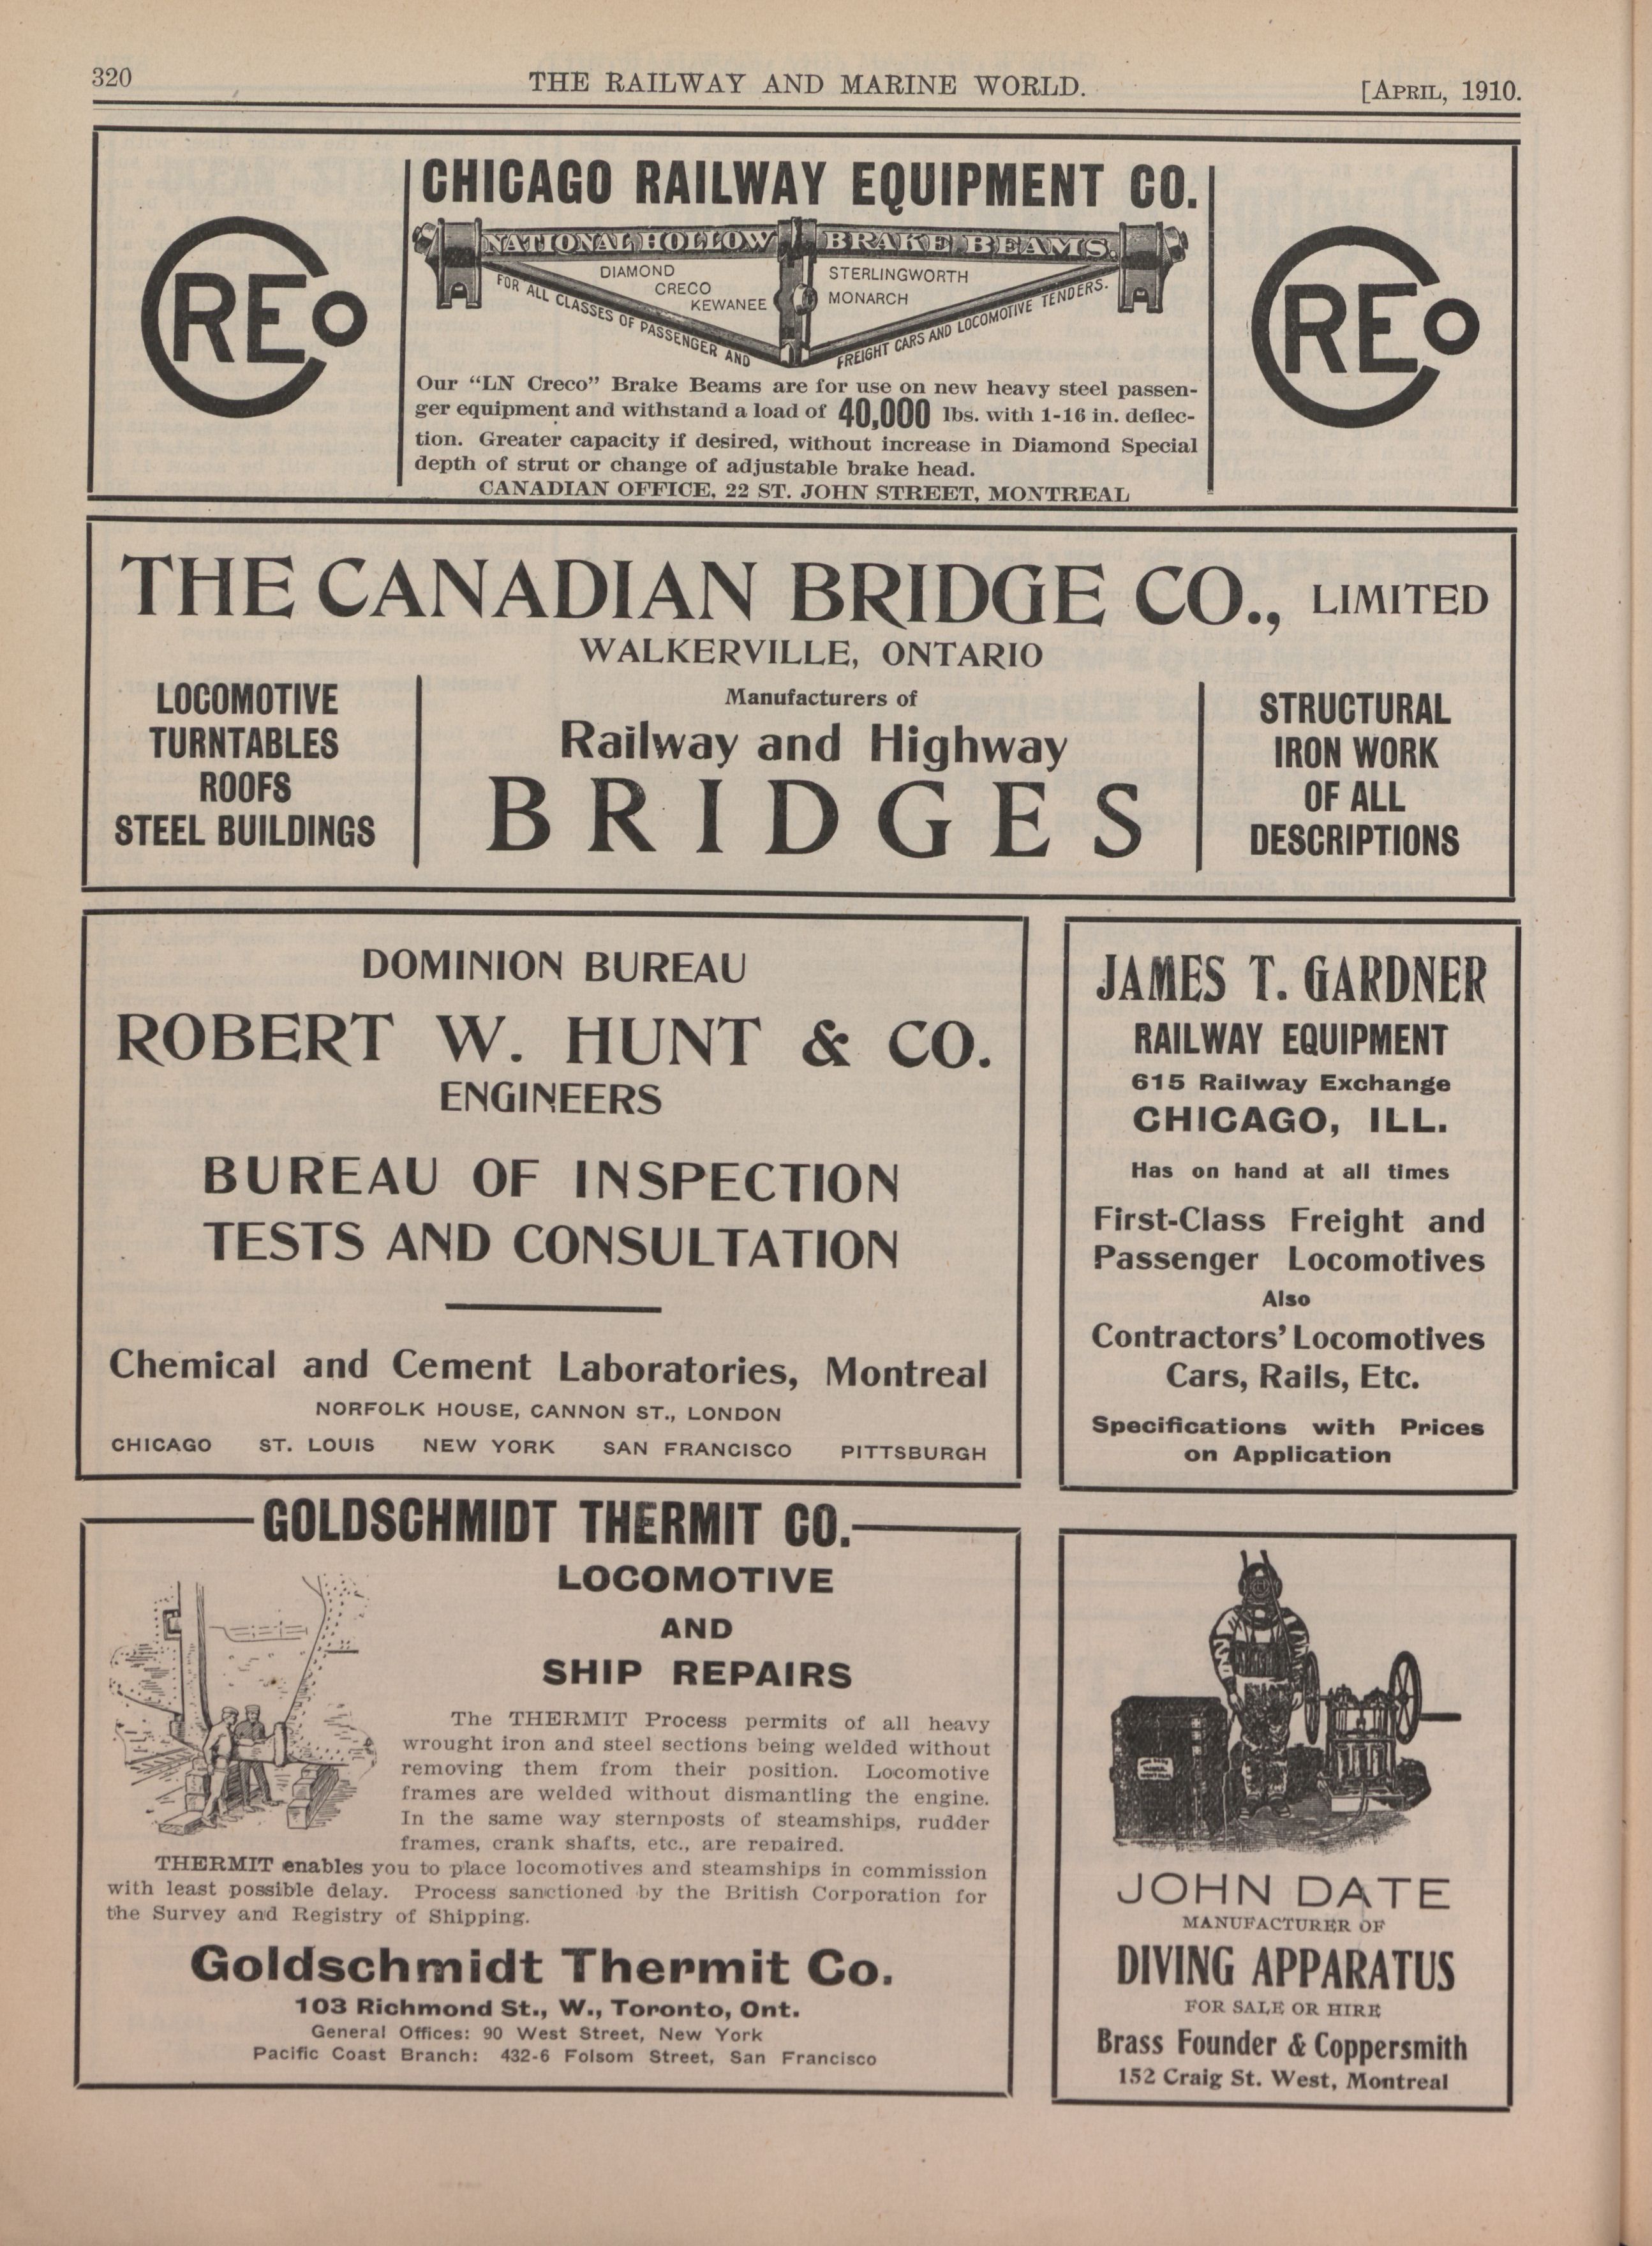 320
THE RAILWAY AND MARINE WORLD.
[APRIL, 1910.
CRECo
CHICAGO RAILWAY EQUIPMENT CO.
NATIONAL HOLLOW BRAKE BEAMS.
DIAMOND
CRECO
KEWANEE
STERLINGWORTH
MONARCH
FOR ALL CLASSES OF PASSENGER AND FREIGHT CARS AND LOCOMOTIVE TENDERS.
Our “LN Creco” Brake Beams are for use on new heavy steel passen-
ger equipment and withstand a load of 40,000 lbs. with 1-16 in. deflec-
tion. Greater capacity if desired, without increase in Diamond Special
depth of strut or change of adjustable brake head.
CANADIAN OFFICE, 22 ST. JOHN STREET, MONTREAL
CRECo
THE CANADIAN BRIDGE CO., LIMITED
WALKERVILLE, ONTARIO
LOCOMOTIVE
TURNTABLES
ROOFS
STEEL BUILDINGS
Manufacturers of
Railway and Highway
BRIDGES
STRUCTURAL
IRON WORK
OF ALL
DESCRIPTIONS
DOMINION BUREAU
ROBERT W. HUNT & CO.
ENGINEERS
BUREAU OF INSPECTION
TESTS AND CONSULTATION
Chemical and Cement Laboratories, Montreal
NORFOLK HOUSE, CANNON ST., LONDON
CHICAGO ST. LOUIS NEW YORK SAN FRANCISCO PITTSBURGH
JAMES T. GARDNER
RAILWAY EQUIPMENT
615 Railway Exchange
CHICAGO, ILL.
Has on hand at all times
First-Class Freight and
Passenger Locomotives
Also
Contractors' Locomotives
Cars, Rails, Etc.
Specifications with Prices
on Application
GOLDSCHMIDT THERMIT CO.
LOCOMOTIVE
AND
SHIP REPAIRS
The THERMIT Process permits of all heavy
wrought iron and steel sections being welded without
removing them from their position. Locomotive
frames are welded without dismantling the engine.
In the same way sternposts of steamships, rudder
frames, crank shafts, etc., are repaired.
THERMIT enables you to place locomotives and steamships in commission
with least possible delay. Process sanctioned by the British Corporation for
the Survey and Registry of Shipping.
Goldschmidt Thermit Co.
103 Richmond St., W., Toronto, Ont.
General Offices: 90 West Street, New York
Pacific Coast Branch: 432-6 Folsom Street, San Francisco
JOHN DATE
MANUFACTURER OF
DIVING APPARATUS
FOR SALE OR HIRE
Brass Founder & Coppersmith
152 Craig St. West, Montreal